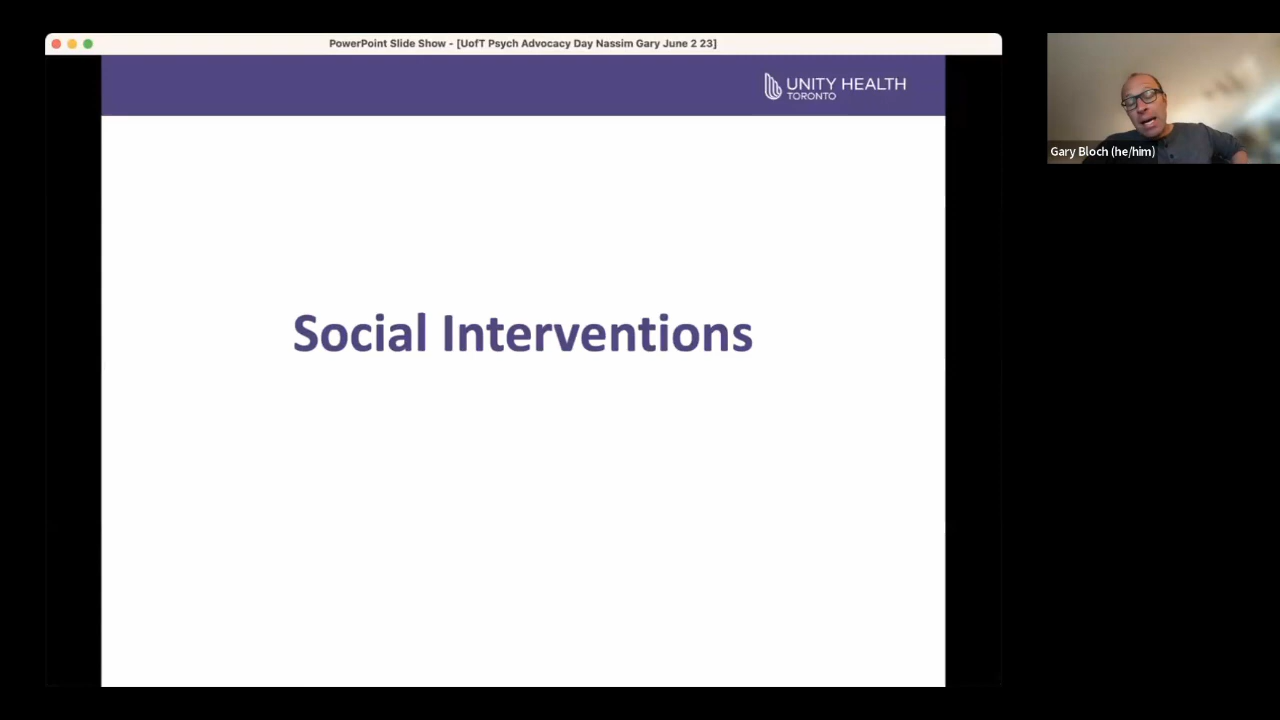 PowerPoint Slide Show - [UofT Psych Advocacy Day Nassim Gary June 2 23]
UNITY HEALTH
TORONTO
Gary Bloch (he/him)
Social Interventions